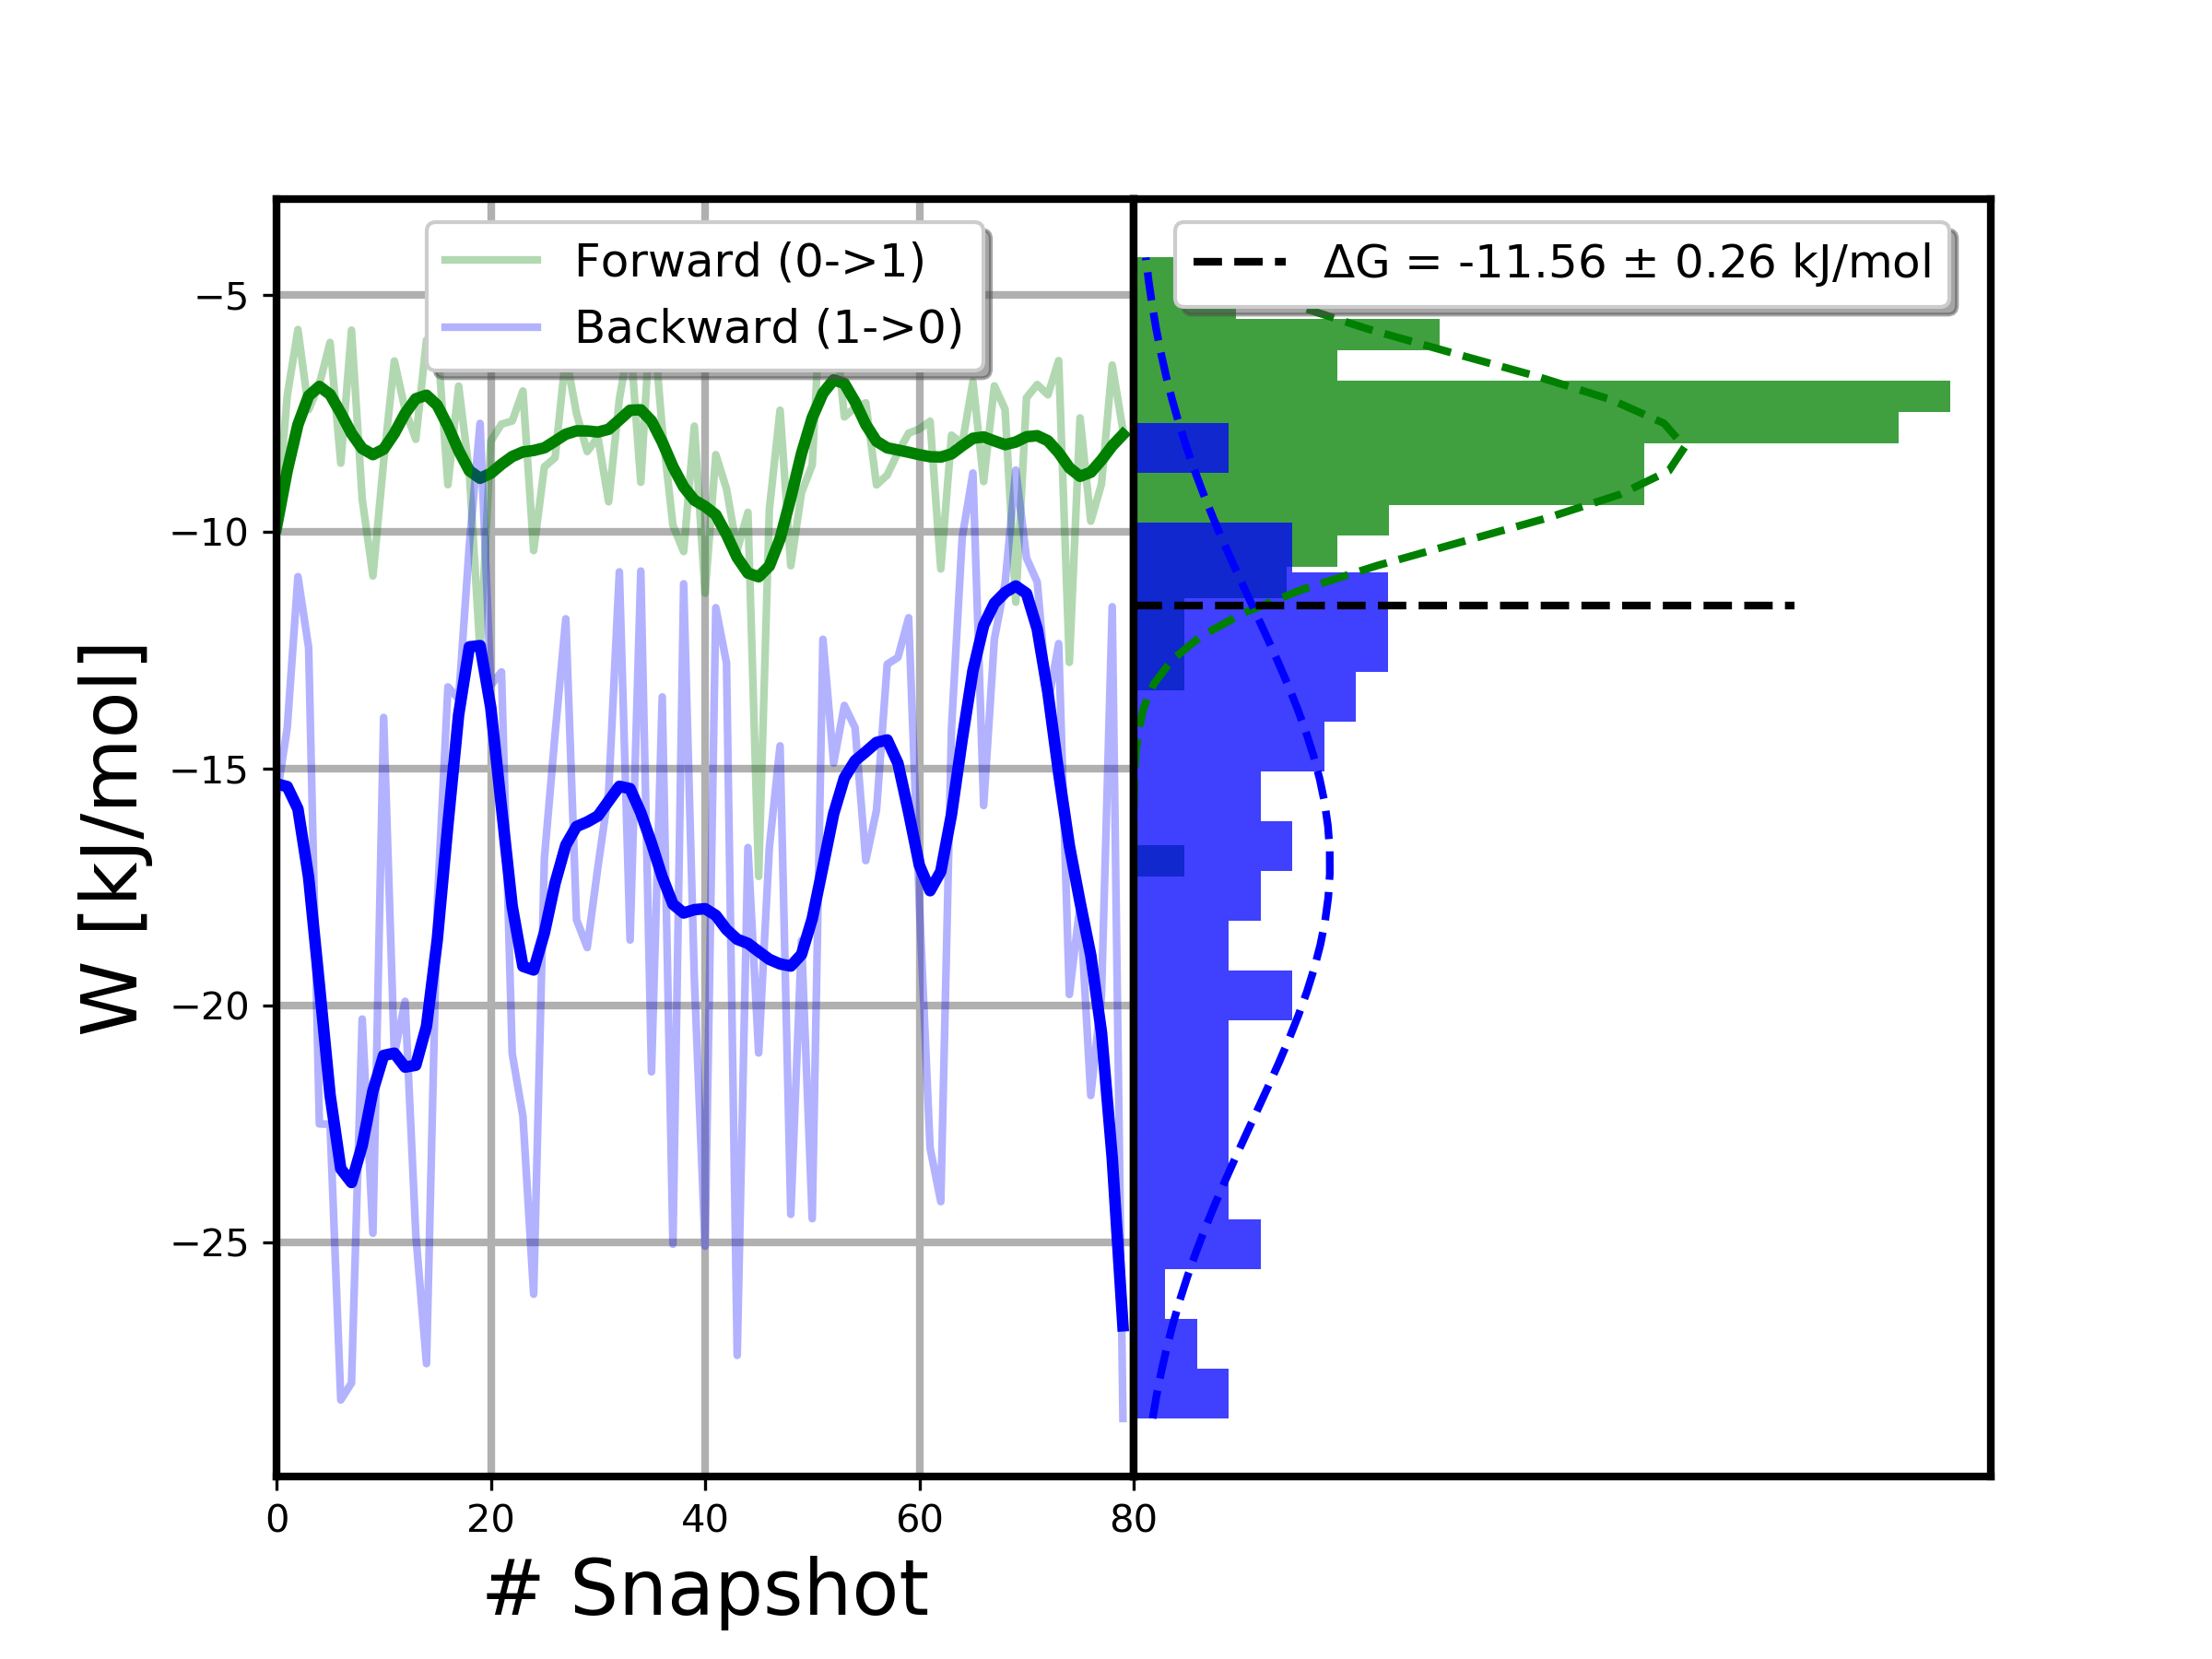 Forward (0->1)
Backward (1->0)
ΔG = -11.56 ± 0.26 kJ/mol
W [kJ/mol]
−5
−10
−15
−20
−25
0 20 40 60 80
# Snapshot